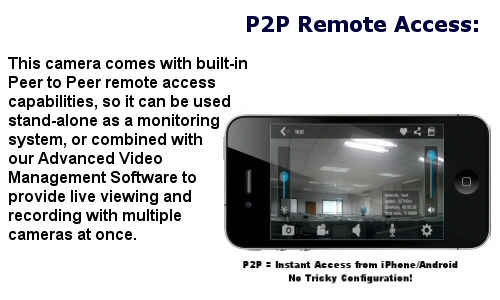 P2P Remote Access:
This camera comes with built-in
Peer to Peer remote access
capabilities, so it can be used
stand-alone as a monitoring
system, or combined with
our Advanced Video
Management Software to
provide live viewing and
recording with multiple
cameras at once.
test
P2P = Instant Access from iPhone/Android
No Tricky Configuration!